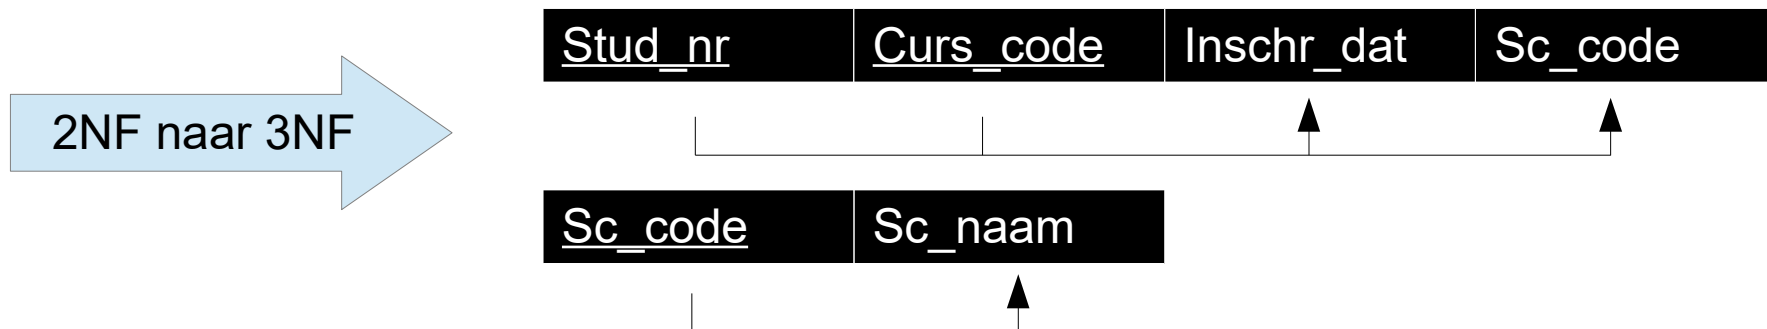 Stud_nr Curs_code Inschr_dat Sc_code
2NF naar 3NF
Sc_code Sc_naam